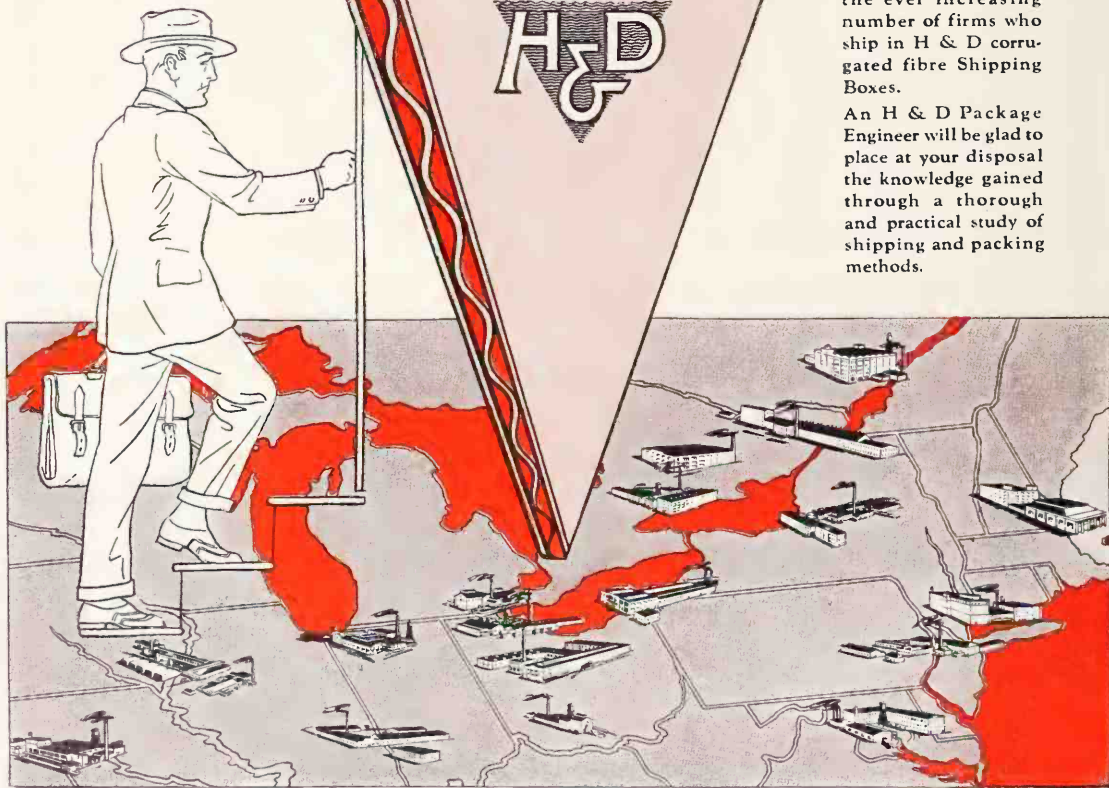 H & D
the ever increasing
number of firms who
ship in H & D corru-
gated fibre Shipping
Boxes.
An H & D Package
Engineer will be glad to
place at your disposal
the knowledge gained
through a thorough
and practical study of
shipping and packing
methods.